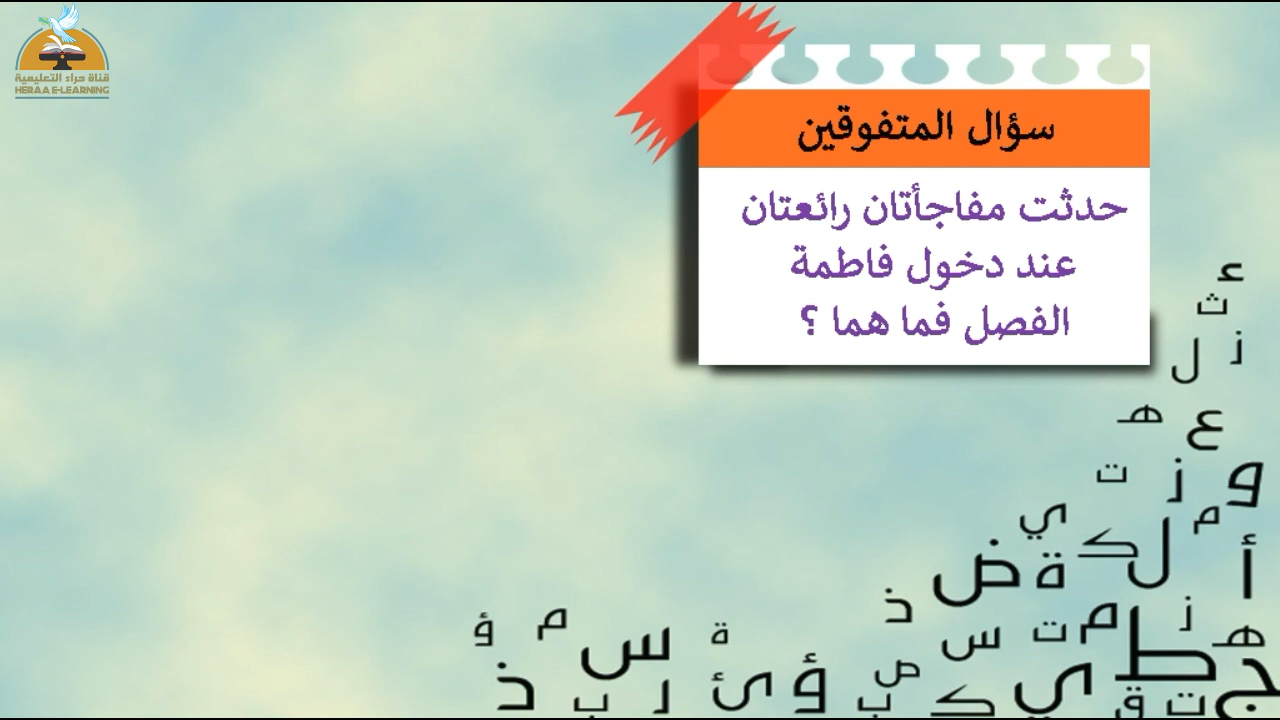 قناة حراء التعليمية
HERAA E-LEARNING
سؤال المتفوقين
حدثت مفاجأتان رائعتان
عند دخول فاطمة
الفصل فما هما ؟